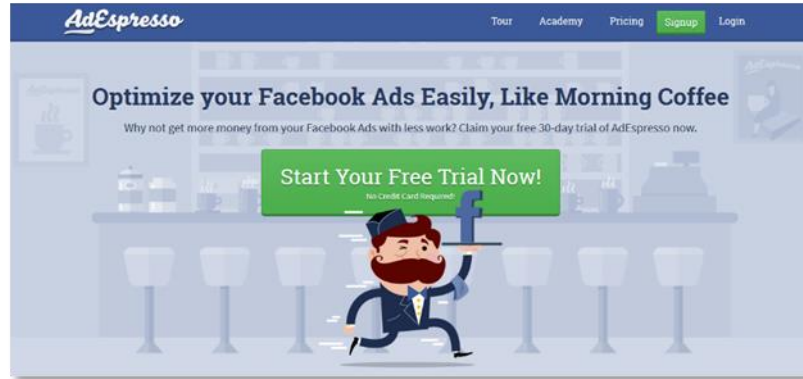 AdEspresso
Tour Academy Pricing Signup Login
Optimize your Facebook Ads Easily, Like Morning Coffee
Why not get more money from your Facebook Ads with less work? Claim your free 30-day trial of AdEspresso now.
Start Your Free Trial Now!
No Credit Card Required!
f